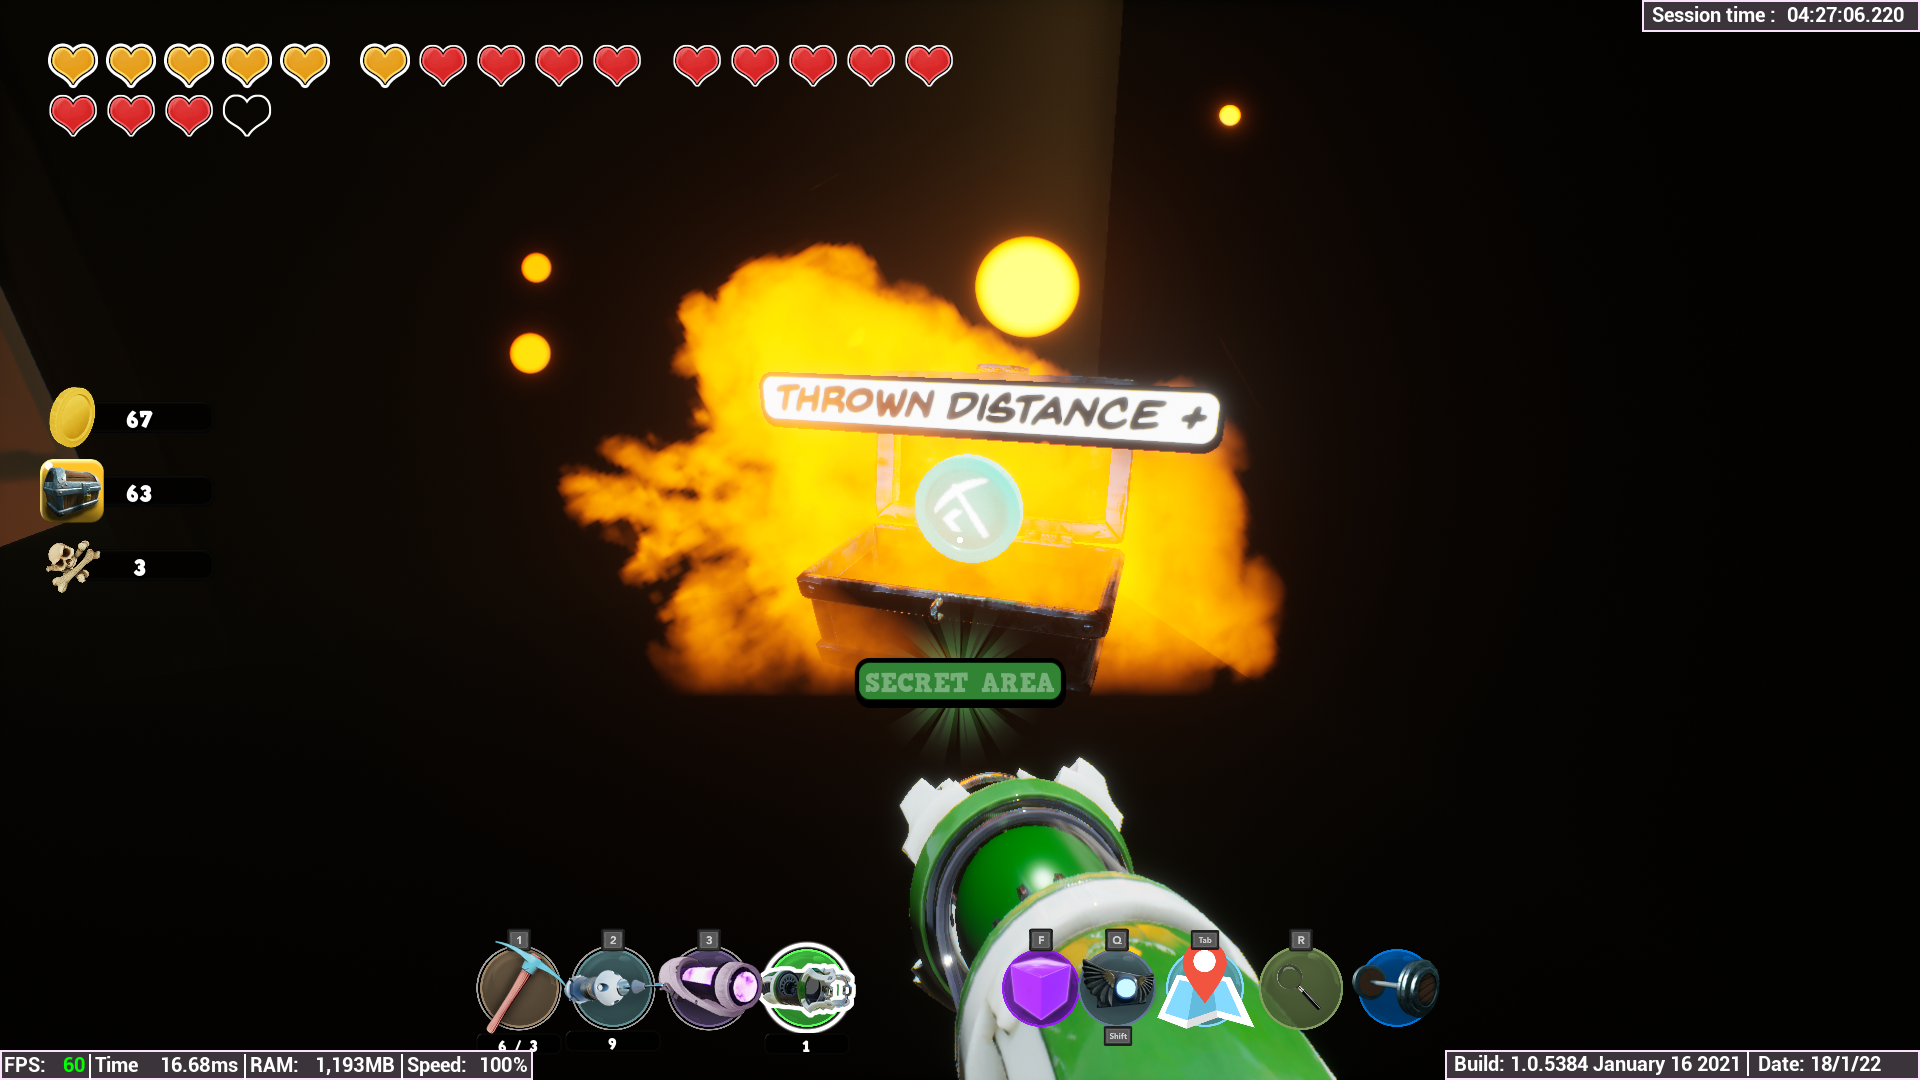 Session time : 04:27:06.220
67
63
3
THROWN DISTANCE +
SECRET AREA
1
2
3
F
Q
Tab
R
Shift
6 / 3
9
1
FPS: 60 Time 16.68ms RAM: 1,193MB Speed: 100%
Build: 1.0.5384 January 16 2021 Date: 18/1/22